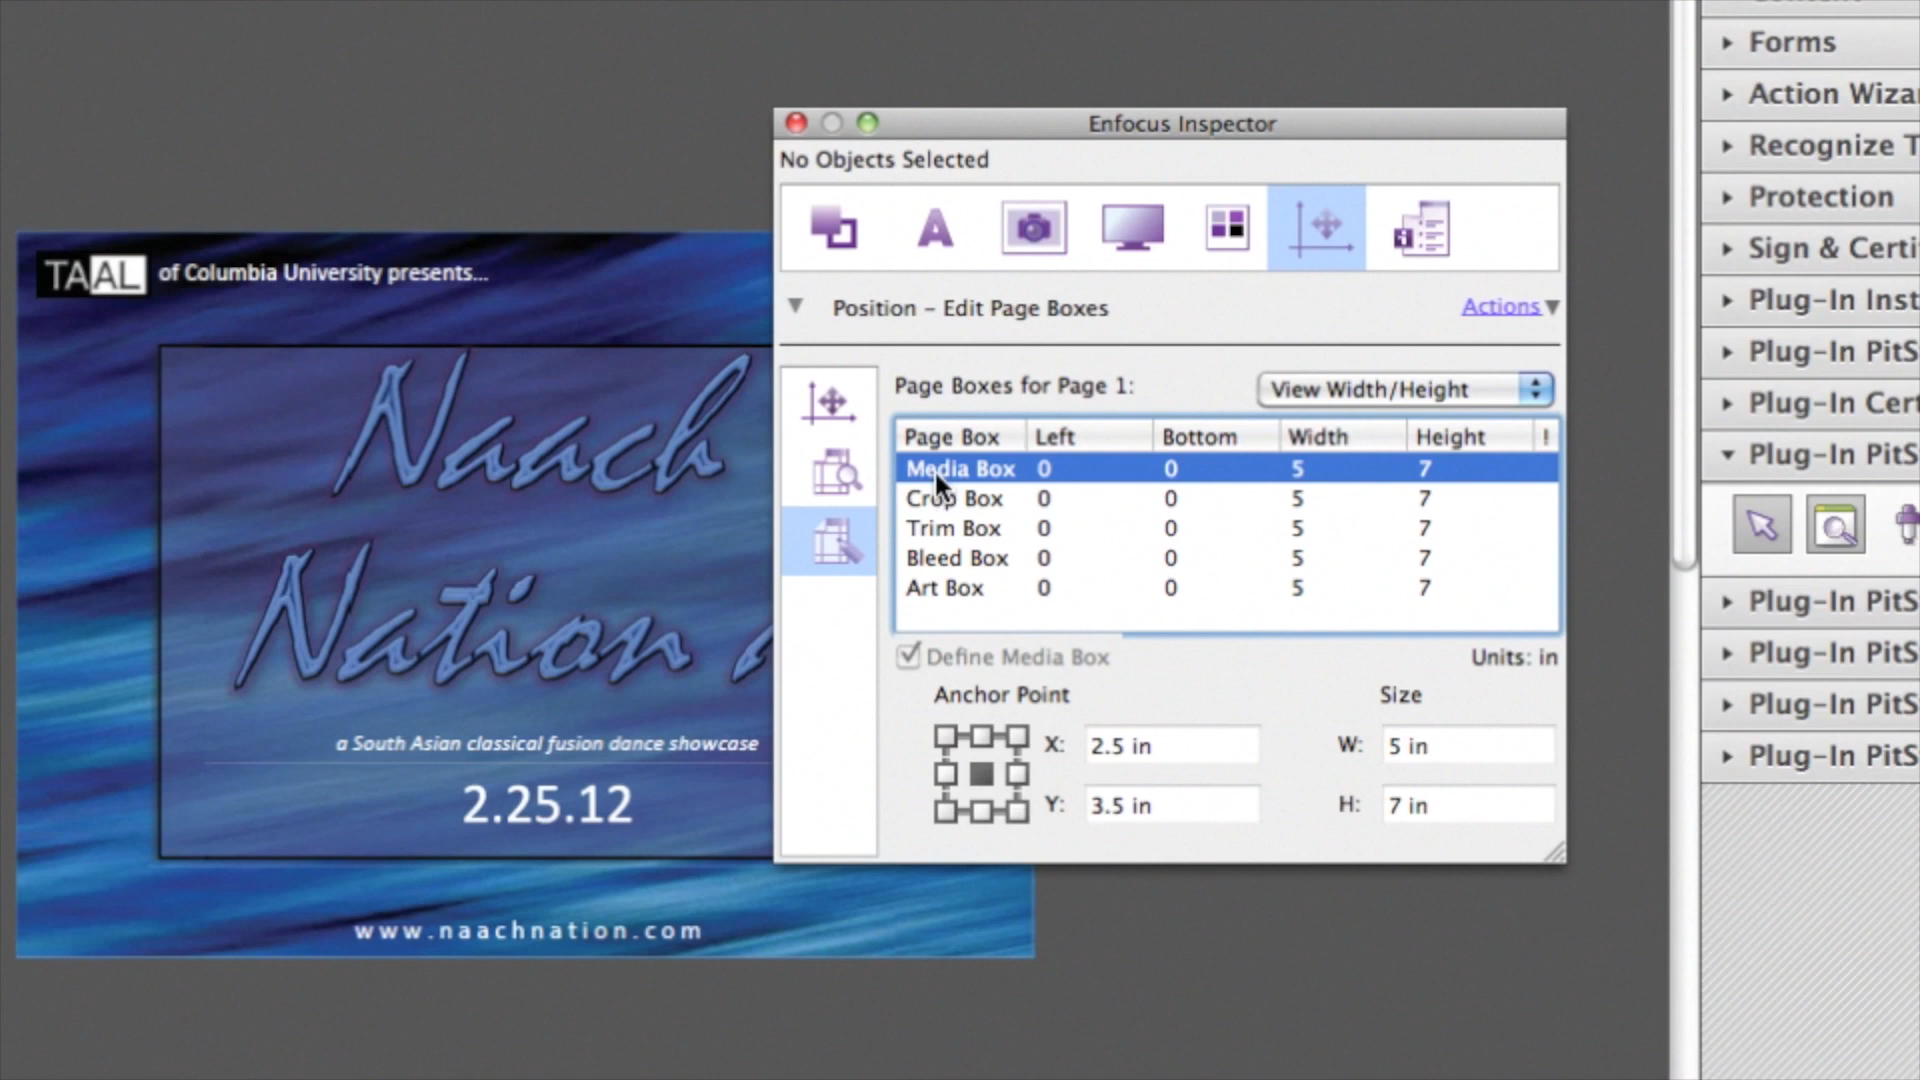 Forms
Action Wiza
Recognize T
Protection
Sign & Certi
Plug-In Inst
Plug-In PitS
Plug-In Cert
Plug-In PitS
Plug-In PitS
Plug-In PitS
Plug-In PitS
Plug-In PitS
Enfocus Inspector
No Objects Selected
Position - Edit Page Boxes
Actions
Page Boxes for Page 1:
View Width/Height
Page Box Left Bottom Width Height !
Media Box 0 0 5 7
Crop Box 0 0 5 7
Trim Box 0 0 5 7
Bleed Box 0 0 5 7
Art Box 0 0 5 7
Define Media Box
Units: in
Anchor Point
Size
X: 2.5 in
W: 5 in
Y: 3.5 in
H: 7 in
TAAL of Columbia University presents...
Naach
Nation
a South Asian classical fusion dance showcase
2.25.12
www.naachnation.com